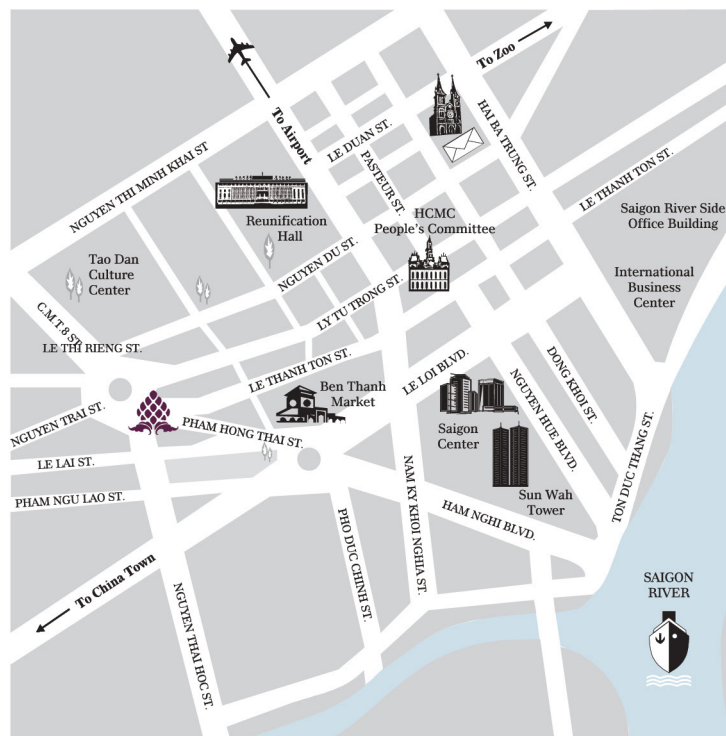 To Zoo
To Airport
LE DUAN ST.
HAI BA TRUNG ST.
PASTEUR ST.
NGUYEN THI MINH KHAI ST
LE THANH TON ST.
Reunification
Hall
HCMC
People's Committee
Saigon River Side
Office Building
Tao Dan
Culture
Center
NGUYEN DU ST.
International
Business
Center
LY TU TRONG ST.
C.M.T.8 ST.
LE THI RIENG ST.
LE THANH TON ST.
Ben Thanh
Market
LE LOI BLVD.
DONG KHOI ST.
NGUYEN HUE BLVD.
NGUYEN TRAI ST.
PHAM HONG THAI ST.
Saigon
Center
TON DUC THANG ST.
LE LAI ST.
PHAM NGU LAO ST.
NAM KY KHOI NGHIA ST.
Sun Wah
Tower
HAM NGHI BLVD.
PHO DUC CHINH ST.
To China Town
NGUYEN THAI HOC ST.
SAIGON
RIVER